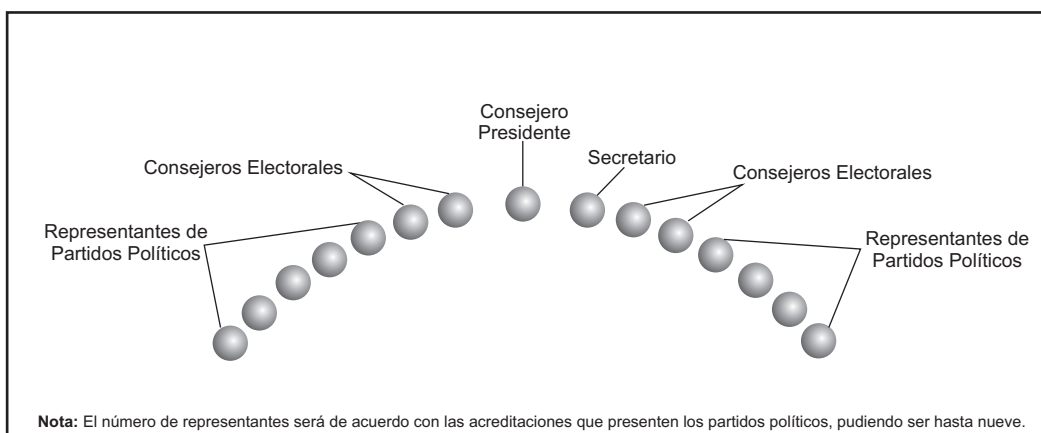 Consejero
Presidente
Consejeros Electorales
Secretario
Consejeros Electorales
Representantes de
Partidos Políticos
Representantes de
Partidos Políticos
Nota: El número de representantes será de acuerdo con las acreditaciones que presenten los partidos políticos, pudiendo ser hasta nueve.